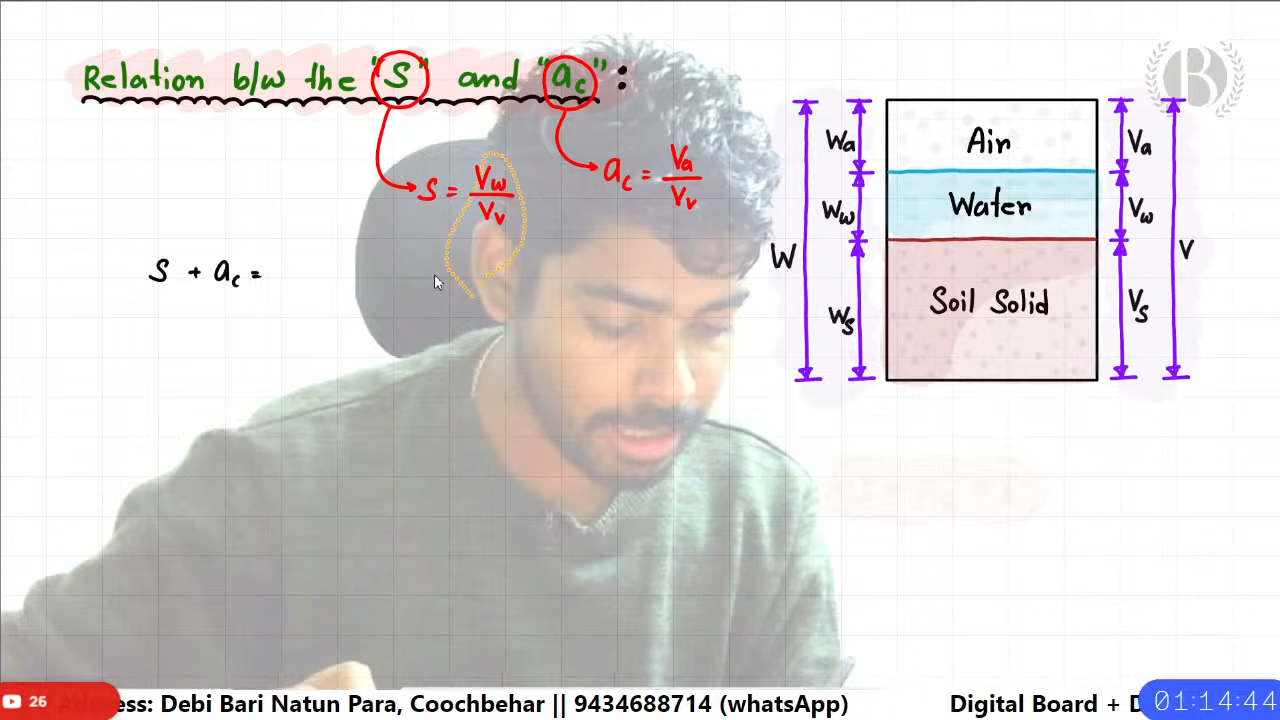 Relation b/w the "S" and "ac" :
S = Vw/Vv
ac = Va/Vv
S + ac =
W
Wa
Ww
Ws
Air
Water
Soil Solid
Va
Vw
Vs
V
B
26
ess: Debi Bari Natun Para, Coochbehar || 9434688714 (whatsApp)
Digital Board + D
01:14:44